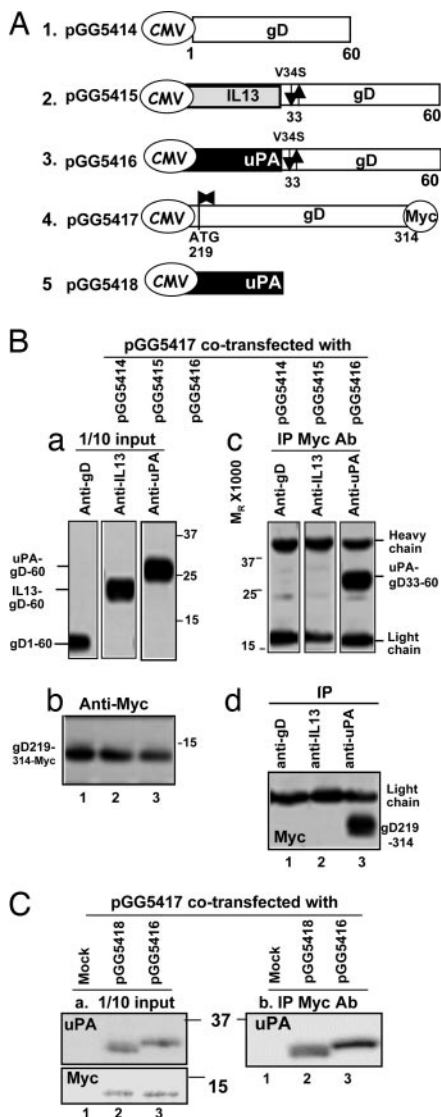 A
1. pGG5414 CMV gD
1 60
V34S
2. pGG5415 CMV IL13 gD
33 60
V34S
3. pGG5416 CMV uPA gD
33 60
4. pGG5417 CMV gD Myc
ATG 314
219
5 pGG5418 CMV uPA
B
pGG5417 co-transfected with
pGG5414 pGG5415 pGG5416 pGG5414 pGG5415 pGG5416
a 1/10 input
Anti-gD Anti-IL13 Anti-uPA
37
uPA-
gD-60
25
IL13-
gD-60
15
gD1-60
c IP Myc Ab
Anti-gD Anti-IL13 Anti-uPA
MR X1000
Heavy
chain
37
uPA-
gD33-60
25
Light
chain
15
b Anti-Myc
gD219-
314-Myc
15
1 2 3
d IP
anti-gD anti-IL13 anti-uPA
Light
chain
gD219
-314
Myc
1 2 3
C
pGG5417 co-transfected with
Mock pGG5418 pGG5416 Mock pGG5418 pGG5416
a. 1/10 input
uPA
37
Myc
15
1 2 3
b. IP Myc Ab
uPA
1 2 3